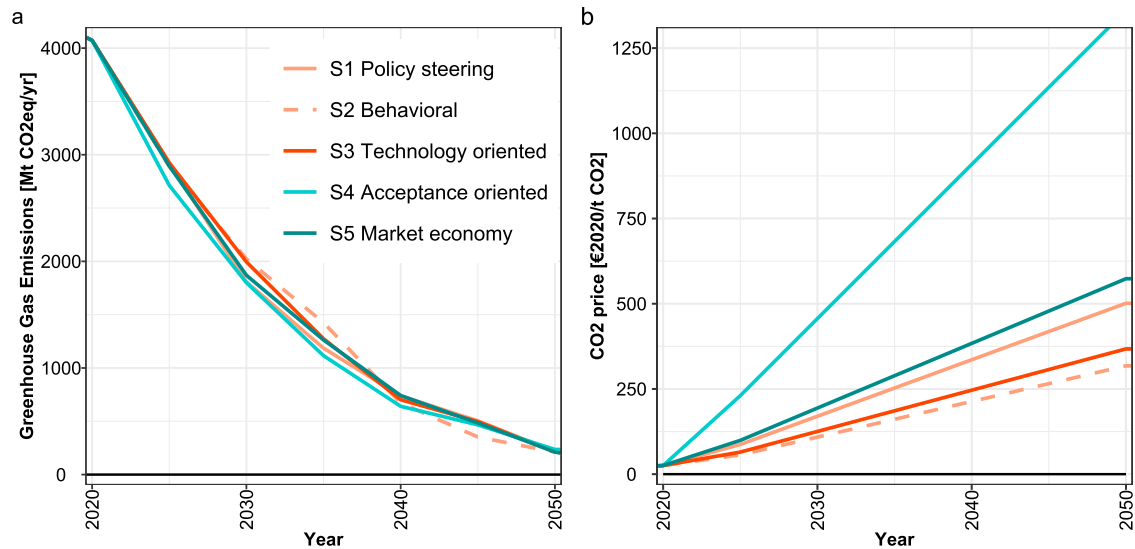 a
Greenhouse Gas Emissions [Mt CO2eq/yr]
4000
3000
2000
1000
0
S1 Policy steering
S2 Behavioral
S3 Technology oriented
S4 Acceptance oriented
S5 Market economy
2020
2030
2040
2050
Year
b
CO2 price [€2020/t CO2]
1250
1000
750
500
250
0
2020
2030
2040
2050
Year